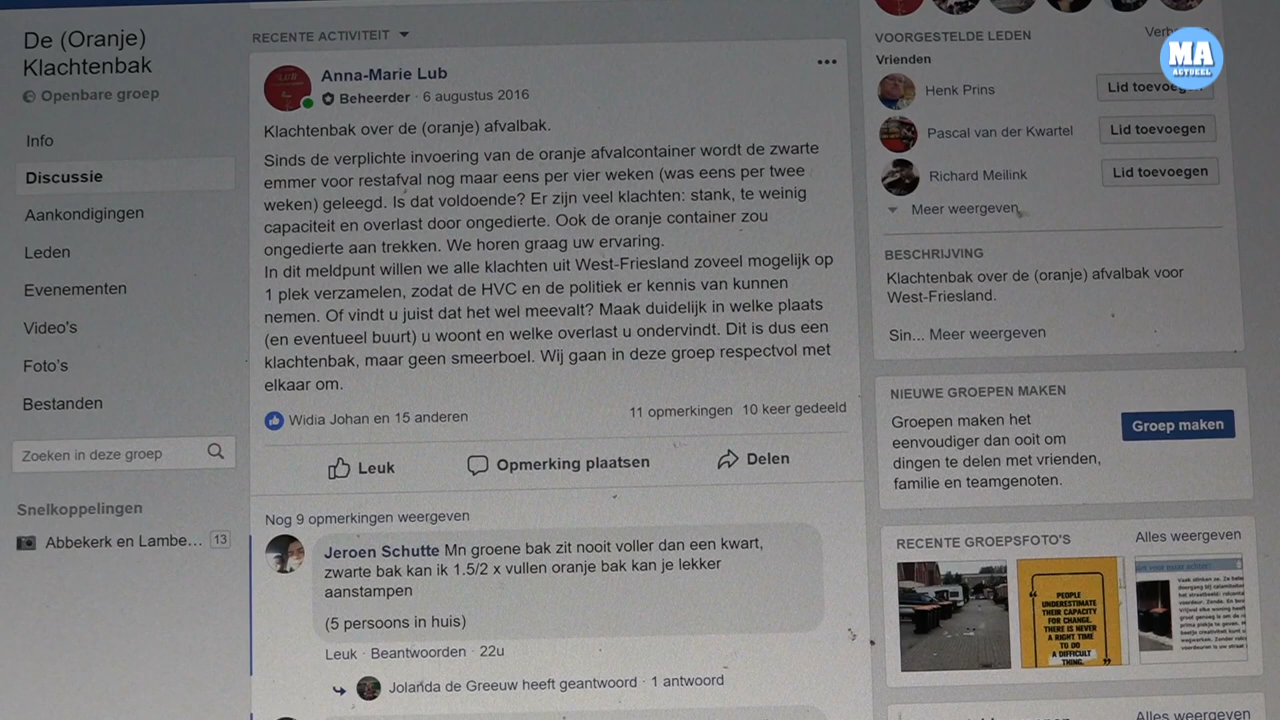 De (Oranje)
Klachtenbak
Openbare groep
Info
Discussie
Aankondigingen
Leden
Evenementen
Video's
Foto's
Bestanden
Zoeken in deze groep
Snelkoppelingen
Abbekerk en Lambe... 13
RECENTE ACTIVITEIT
Anna-Marie Lub
Beheerder · 6 augustus 2016
Klachtenbak over de (oranje) afvalbak.
Sinds de verplichte invoering van de oranje afvalcontainer wordt de zwarte
emmer voor restafval nog maar eens per vier weken (was eens per twee
weken) geleegd. Is dat voldoende? Er zijn veel klachten: stank, te weinig
capaciteit en overlast door ongedierte. Ook de oranje container zou
ongedierte aan trekken. We horen graag uw ervaring.
In dit meldpunt willen we alle klachten uit West-Friesland zoveel mogelijk op
1 plek verzamelen, zodat de HVC en de politiek er kennis van kunnen
nemen. Of vindt u juist dat het wel meevalt? Maak duidelijk in welke plaats
(en eventueel buurt) u woont en welke overlast u ondervindt. Dit is dus een
klachtenbak, maar geen smeerboel. Wij gaan in deze groep respectvol met
elkaar om.
Widia Johan en 15 anderen
11 opmerkingen 10 keer gedeeld
Leuk
Opmerking plaatsen
Delen
Nog 9 opmerkingen weergeven
Jeroen Schutte Mn groene bak zit nooit voller dan een kwart,
zwarte bak kan ik 1.5/2 x vullen oranje bak kan je lekker
aanstampen
(5 persoons in huis)
Leuk · Beantwoorden · 22u
Jolanda de Greeuw heeft geantwoord · 1 antwoord
VOORGESTELDE LEDEN
MA
ACTUEEL
Vrienden
Henk Prins
Lid toevoegen
Pascal van der Kwartel
Lid toevoegen
Richard Meilink
Lid toevoegen
Meer weergeven
BESCHRIJVING
Klachtenbak over de (oranje) afvalbak voor
West-Friesland.
Sin... Meer weergeven
NIEUWE GROEPEN MAKEN
Groepen maken het
eenvoudiger dan ooit om
dingen te delen met vrienden,
familie en teamgenoten.
Groep maken
RECENTE GROEPSFOTO'S
Alles weergeven
PEOPLE
UNDERESTIMATE
THEIR CAPACITY
FOR CHANGE.
THERE IS NEVER
A RIGHT TIME
TO DO
A DIFFICULT
THING.
Alles weergeven